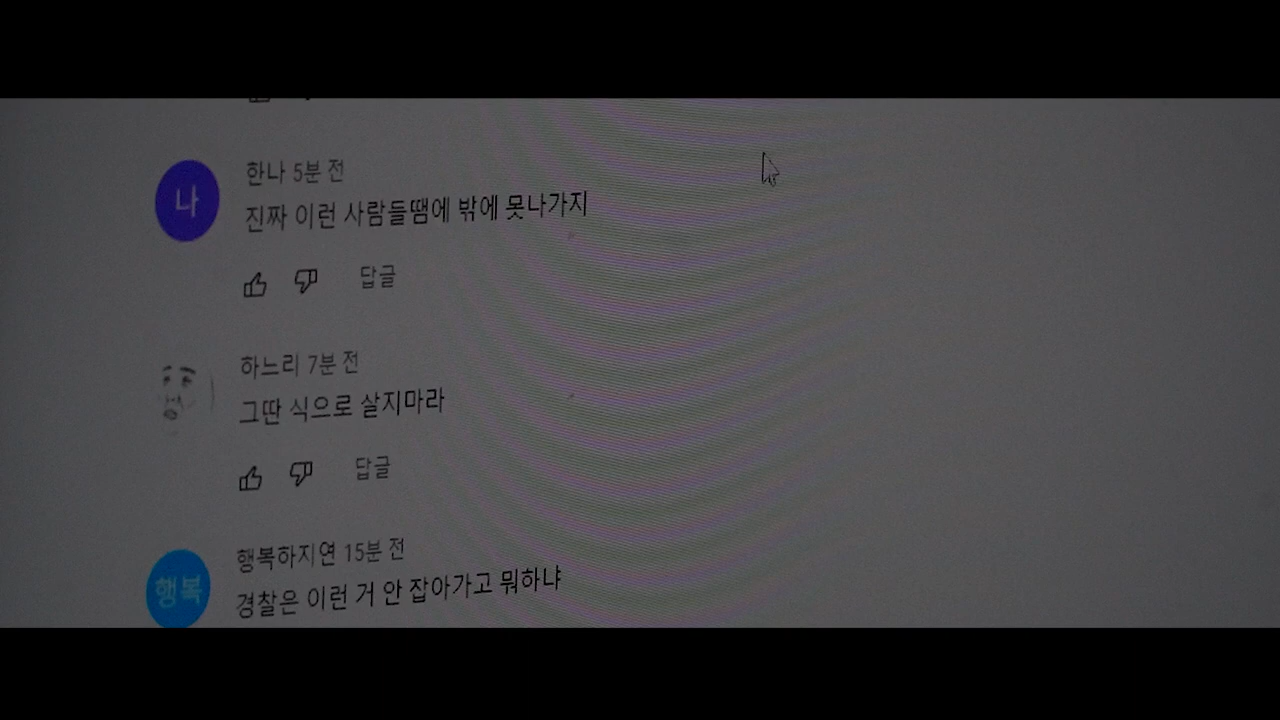 나
한나 5분 전
진짜 이런 사람들땜에 밖에 못나가지
답글
하느리 7분 전
그딴 식으로 살지마라
답글
행복
행복하지연 15분 전
경찰은 이런 거 안 잡아가고 뭐하냐